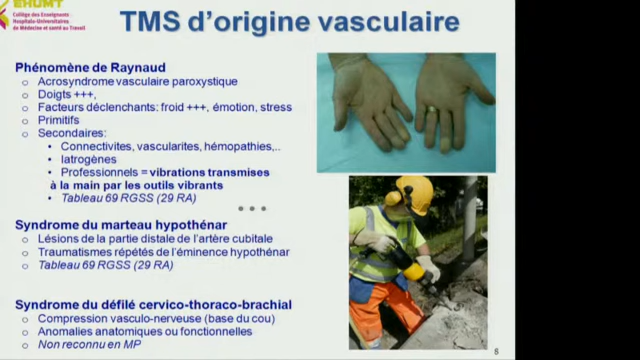 EHUMT
Collège des Enseignants
Hospitalo-Universitaires
de Médecine et santé au Travail
TMS d'origine vasculaire
Phénomène de Raynaud
o Acrosyndrome vasculaire paroxystique
o Doigts +++,
o Facteurs déclenchants: froid +++, émotion, stress
o Primitifs
o Secondaires:
• Connectivites, vascularites, hémopathies,..
• Iatrogènes
• Professionnels = vibrations transmises
à la main par les outils vibrants
• Tableau 69 RGSS (29 RA)
Syndrome du marteau hypothénar
o Lésions de la partie distale de l'artère cubitale
o Traumatismes répétés de l'éminence hypothénar
o Tableau 69 RGSS (29 RA)
Syndrome du défilé cervico-thoraco-brachial
o Compression vasculo-nerveuse (base du cou)
o Anomalies anatomiques ou fonctionnelles
o Non reconnu en MP
8